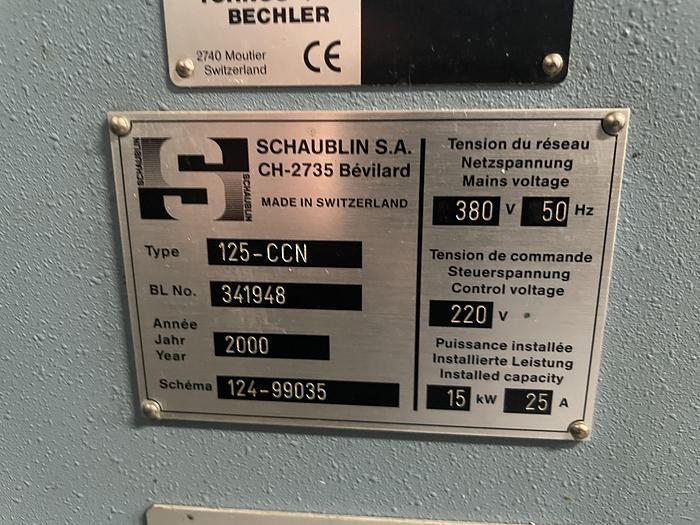 BECHLER
2740 Moutier
Switzerland
CE
SCHAUBLIN
S
SCHAUBLIN
SCHAUBLIN S.A.
CH-2735 Bévilard
MADE IN SWITZERLAND
Type 125-CCN
BL No. 341948
Année
Jahr
Year 2000
Schéma 124-99035
Tension du réseau
Netzspannung
Mains voltage
380 V 50 Hz
Tension de commande
Steuerspannung
Control voltage
220 V
Puissance installée
Installierte Leistung
Installed capacity
15 kW 25 A